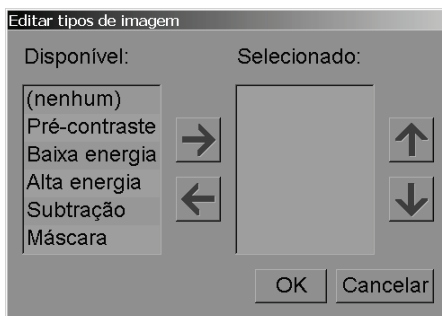 Editar tipos de imagem
Disponível:
Selecionado:
(nenhum)
Pré-contraste
Baixa energia
Alta energia
Subtração
Máscara
OK
Cancelar